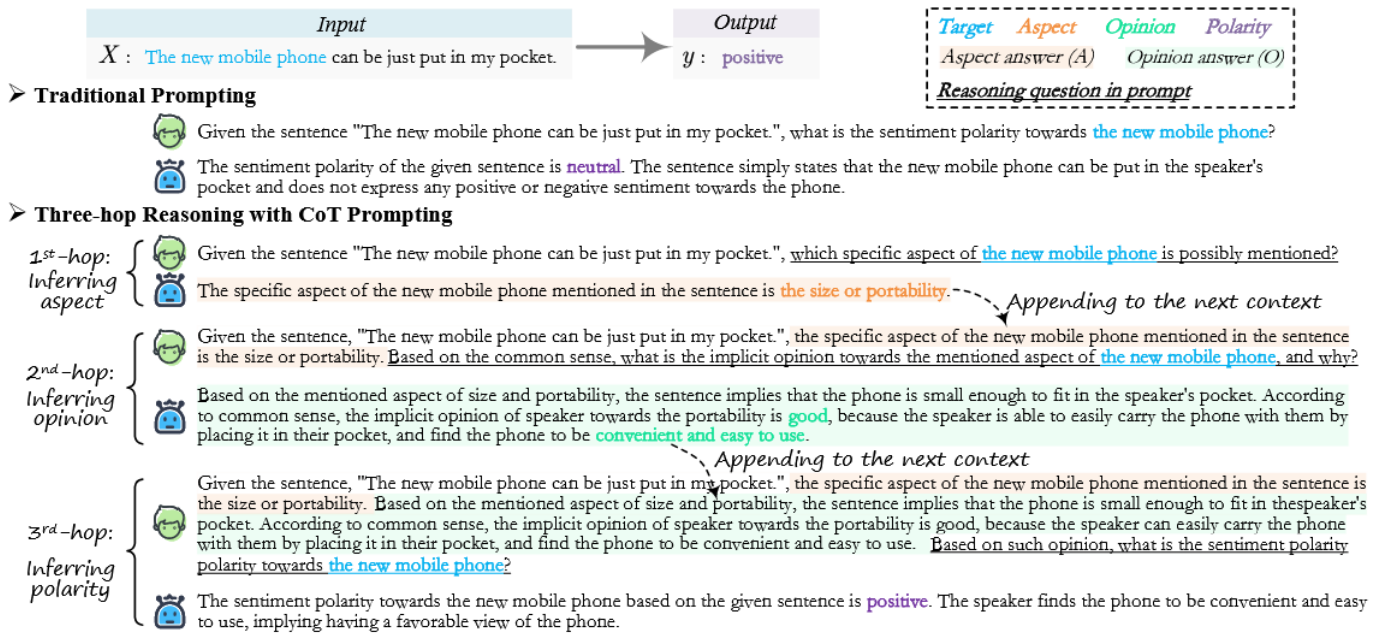 Input
Output
X : The new mobile phone can be just put in my pocket.
y : positive
Target Aspect Opinion Polarity
Aspect answer (A) Opinion answer (O)
Reasoning question in prompt
➢ Traditional Prompting
Given the sentence "The new mobile phone can be just put in my pocket.", what is the sentiment polarity towards the new mobile phone?
The sentiment polarity of the given sentence is neutral. The sentence simply states that the new mobile phone can be put in the speaker's
pocket and does not express any positive or negative sentiment towards the phone.
➢ Three-hop Reasoning with CoT Prompting
1st-hop:
Inferring
aspect
Given the sentence "The new mobile phone can be just put in my pocket.", which specific aspect of the new mobile phone is possibly mentioned?
The specific aspect of the new mobile phone mentioned in the sentence is the size or portability.
Appending to the next context
2nd-hop:
Inferring
opinion
Given the sentence, "The new mobile phone can be just put in my pocket.", the specific aspect of the new mobile phone mentioned in the sentence
is the size or portability. Based on the common sense, what is the implicit opinion towards the mentioned aspect of the new mobile phone, and why?
Based on the mentioned aspect of size and portability, the sentence implies that the phone is small enough to fit in the speaker's pocket. According
to common sense, the implicit opinion of speaker towards the portability is good, because the speaker is able to easily carry the phone with them by
placing it in their pocket, and find the phone to be convenient and easy to use.
Appending to the next context
3rd-hop:
Inferring
polarity
Given the sentence, "The new mobile phone can be just put in my pocket.", the specific aspect of the new mobile phone mentioned in the sentence is
the size or portability. Based on the mentioned aspect of size and portability, the sentence implies that the phone is small enough to fit in thespeaker's
pocket. According to common sense, the implicit opinion of speaker towards the portability is good, because the speaker can easily carry the phone
with them by placing it in their pocket, and find the phone to be convenient and easy to use. Based on such opinion, what is the sentiment polarity
polarity towards the new mobile phone?
The sentiment polarity towards the new mobile phone based on the given sentence is positive. The speaker finds the phone to be convenient and easy
to use, implying having a favorable view of the phone.